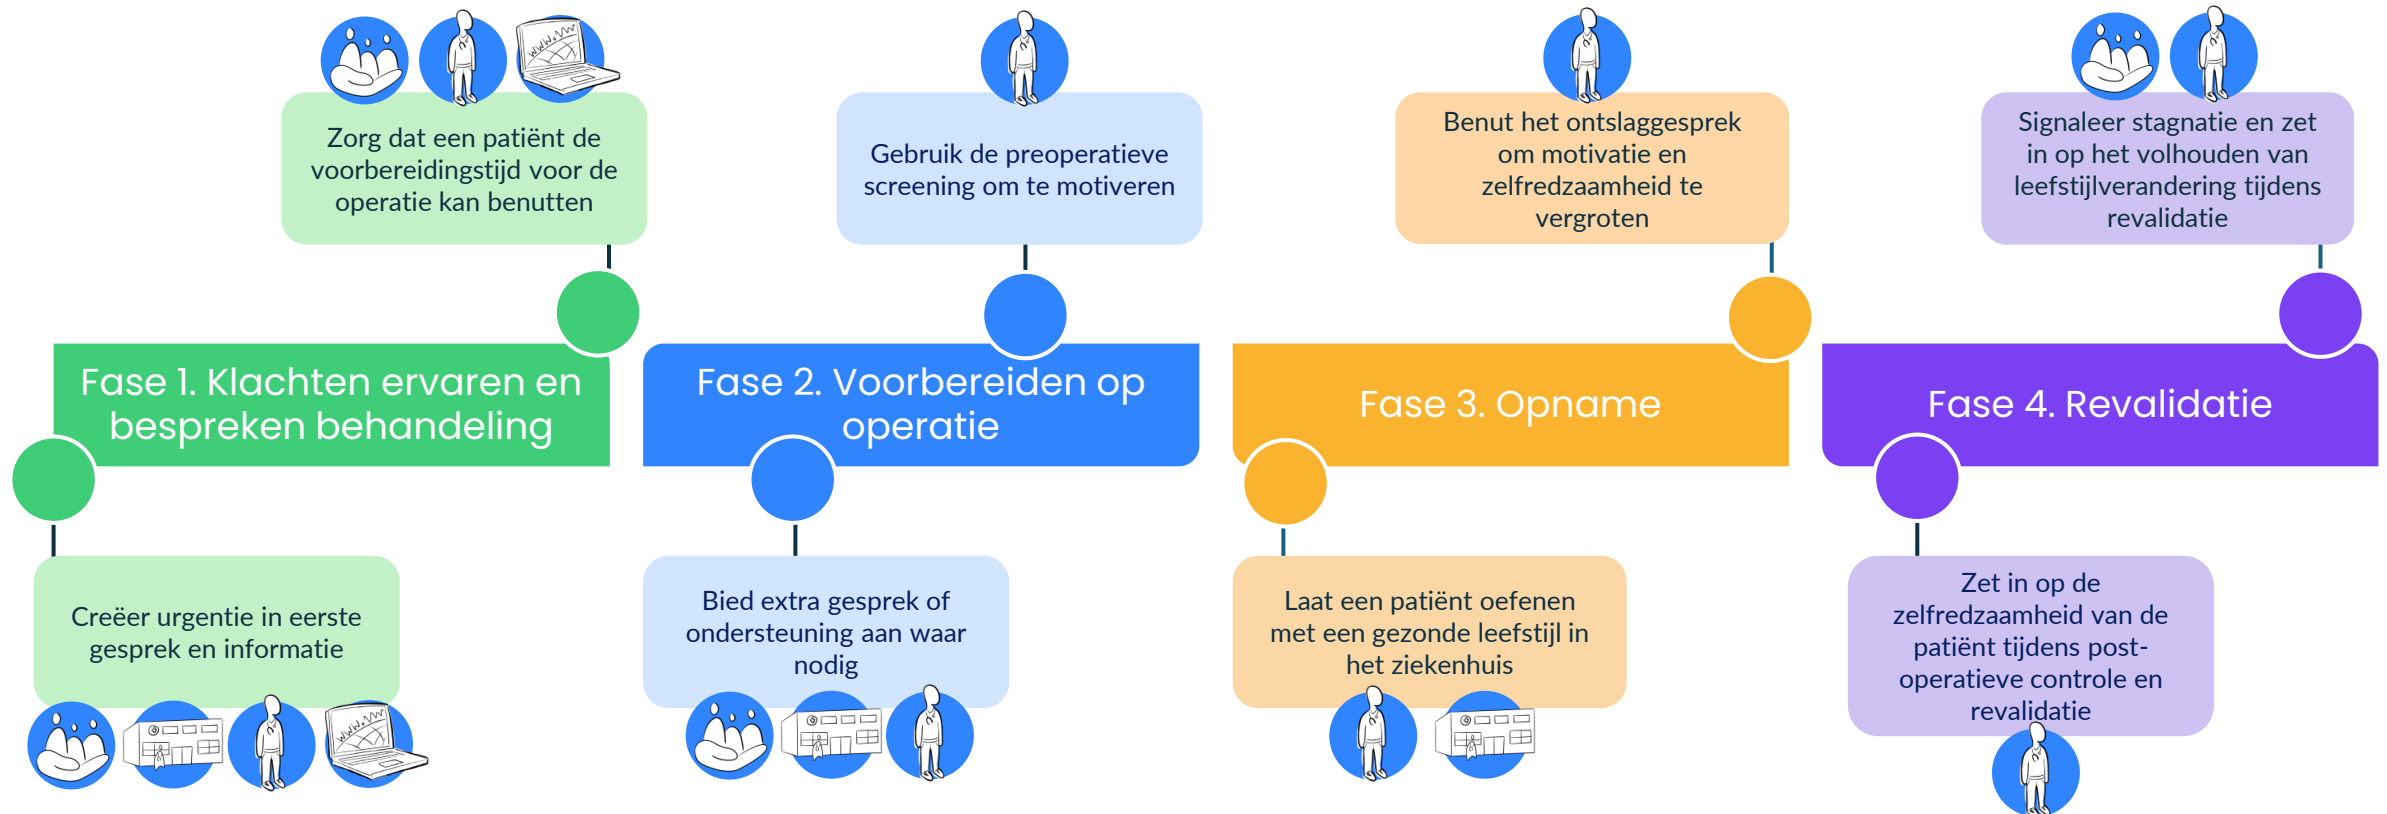 Zorg dat een patiënt de
voorbereidingstijd voor de
operatie kan benutten
Gebruik de preoperatieve
screening om te motiveren
Benut het ontslaggesprek
om motivatie en
zelfredzaamheid te
vergroten
Signaleer stagnatie en zet
in op het volhouden van
leefstijlverandering tijdens
revalidatie
Fase 1. Klachten ervaren en
bespreken behandeling
Fase 2. Voorbereiden op
operatie
Fase 3. Opname
Fase 4. Revalidatie
Creëer urgentie in eerste
gesprek en informatie
Bied extra gesprek of
ondersteuning aan waar
nodig
Laat een patiënt oefenen
met een gezonde leefstijl in
het ziekenhuis
Zet in op de
zelfredzaamheid van de
patiënt tijdens post-
operatieve controle en
revalidatie
www.
www.